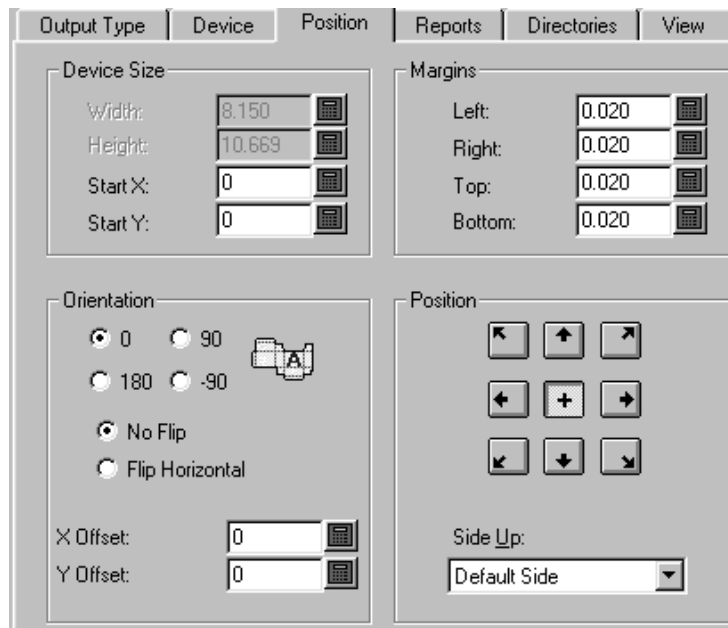 Output Type Device Position Reports Directories View
Device Size
Width: 8.150
Height: 10.669
Start X: 0
Start Y: 0
Margins
Left: 0.020
Right: 0.020
Top: 0.020
Bottom: 0.020
Orientation
0 90
A
180 -90
No Flip
Flip Horizontal
X Offset: 0
Y Offset: 0
Position
Side Up:
Default Side